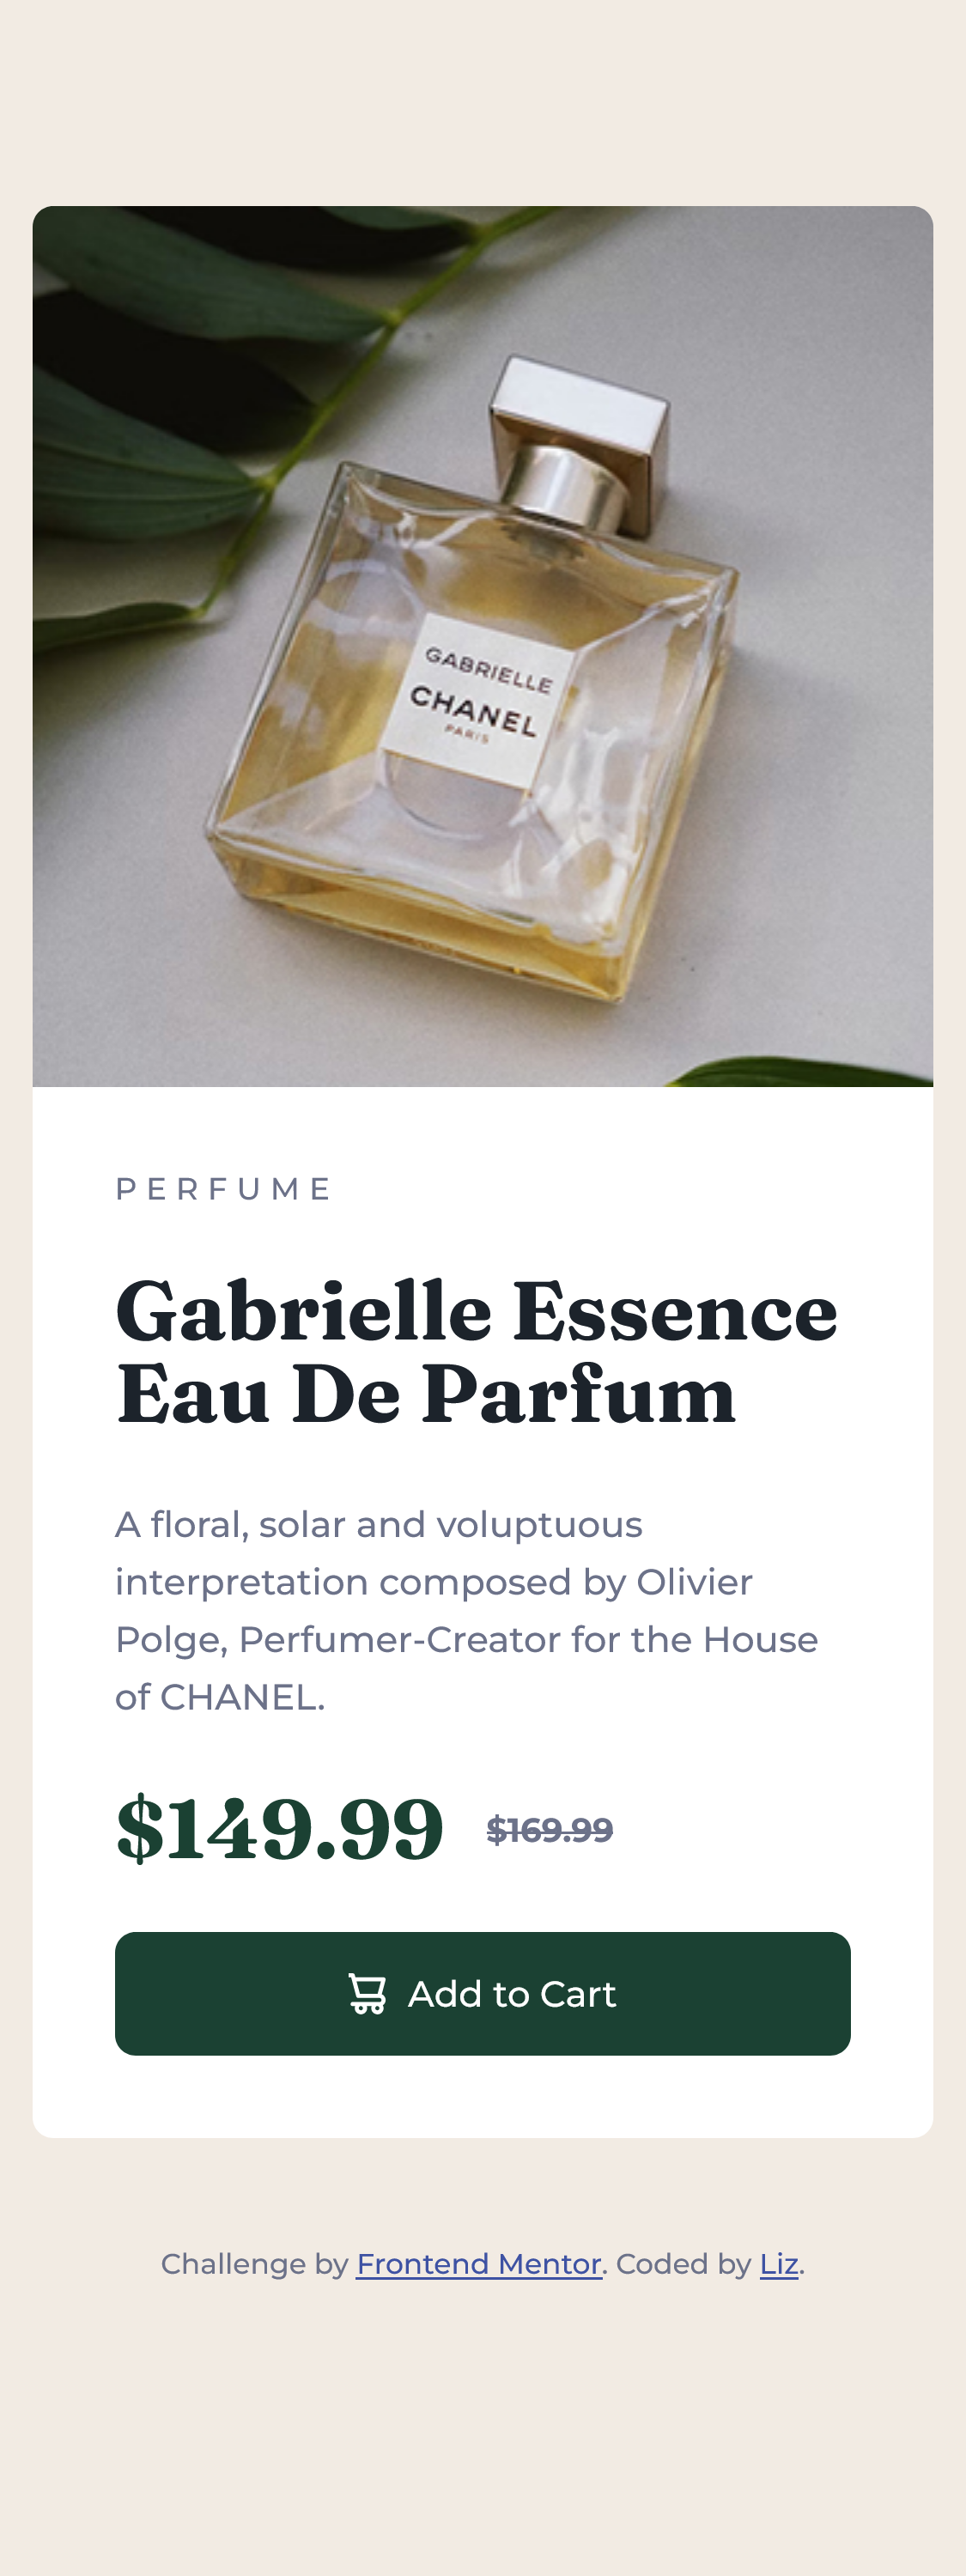 GABRIELLE
CHANEL
PARIS
PERFUME
Gabrielle Essence
Eau De Parfum
A floral, solar and voluptuous
interpretation composed by Olivier
Polge, Perfumer-Creator for the House
of CHANEL.
$149.99 $169.99
Add to Cart
Challenge by Frontend Mentor. Coded by Liz.